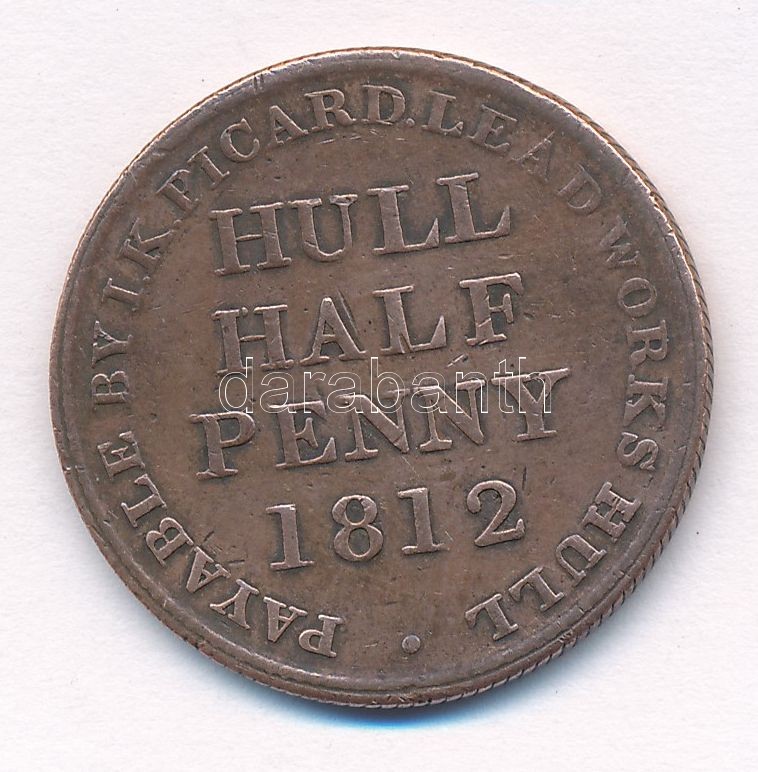 PAYABLE BY I.K. PICARD. LEAD WORKS HULL
HULL
HALF
PENNY
1812
darabanth